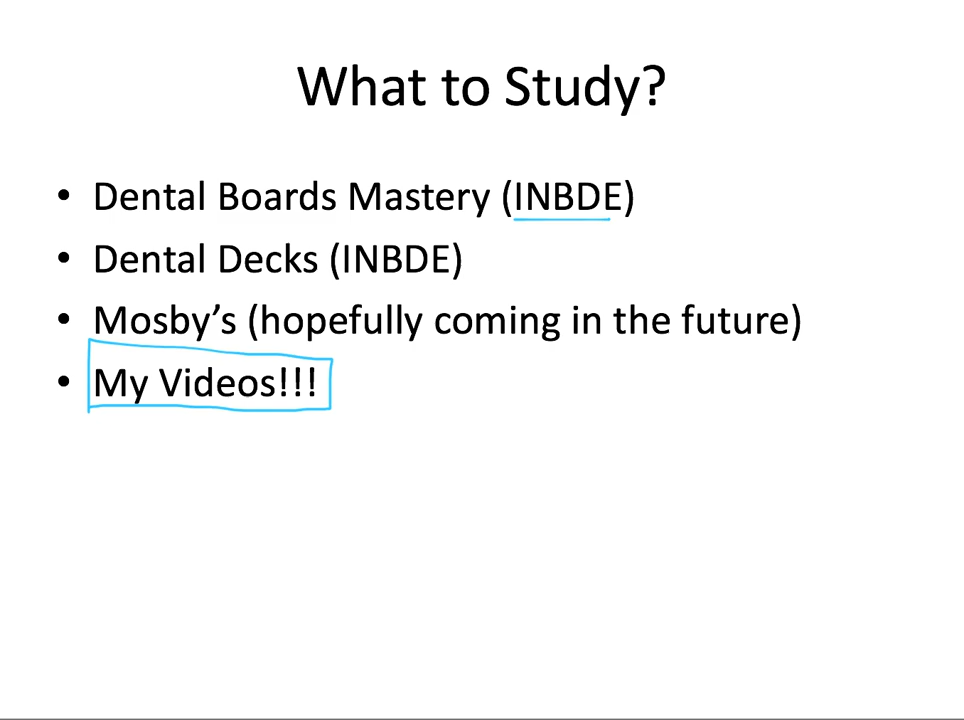 What to Study?
• Dental Boards Mastery (INBDE)
• Dental Decks (INBDE)
• Mosby’s (hopefully coming in the future)
• My Videos!!!